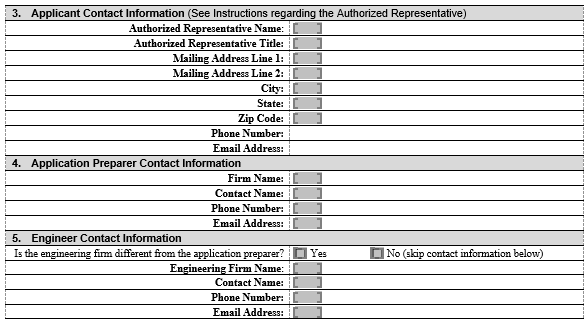 3. Applicant Contact Information (See Instructions regarding the Authorized Representative)
Authorized Representative Name:
Authorized Representative Title:
Mailing Address Line 1:
Mailing Address Line 2:
City:
State:
Zip Code:
Phone Number:
Email Address:
4. Application Preparer Contact Information
Firm Name:
Contact Name:
Phone Number:
Email Address:
5. Engineer Contact Information
Is the engineering firm different from the application preparer? Yes No (skip contact information below)
Engineering Firm Name:
Contact Name:
Phone Number:
Email Address: